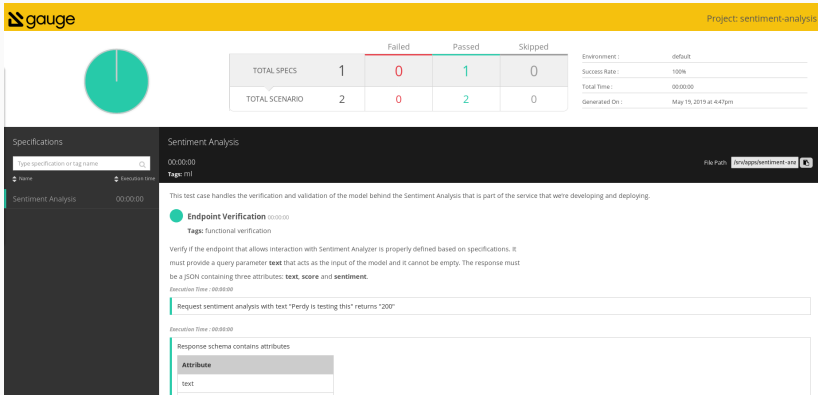 gauge
Project: sentiment-analysis
Failed Passed Skipped
TOTAL SPECS 1 0 1 0
TOTAL SCENARIO 2 0 2 0
Environment : default
Success Rate : 100%
Total Time : 00:00:00
Generated On : May 19, 2019 at 4:47pm
Specifications
Type specification or tag name
Name Execution time
Sentiment Analysis 00:00:00
Sentiment Analysis
00:00:00
Tags: ml
File Path /srv/apps/sentiment-ana
This test case handles the verification and validation of the model behind the Sentiment Analysis that is part of the service that we're developing and deploying.
Endpoint Verification 00:00:00
Tags: functional verification
Verify if the endpoint that allows interaction with Sentiment Analyzer is properly defined based on specifications. It
must provide a query parameter text that acts as the input of the model and it cannot be empty. The response must
be a JSON containing three attributes: text, score and sentiment.
Execution Time : 00:00:00
Request sentiment analysis with text "Perdy is testing this" returns "200"
Execution Time : 00:00:00
Response schema contains attributes
Attribute
text